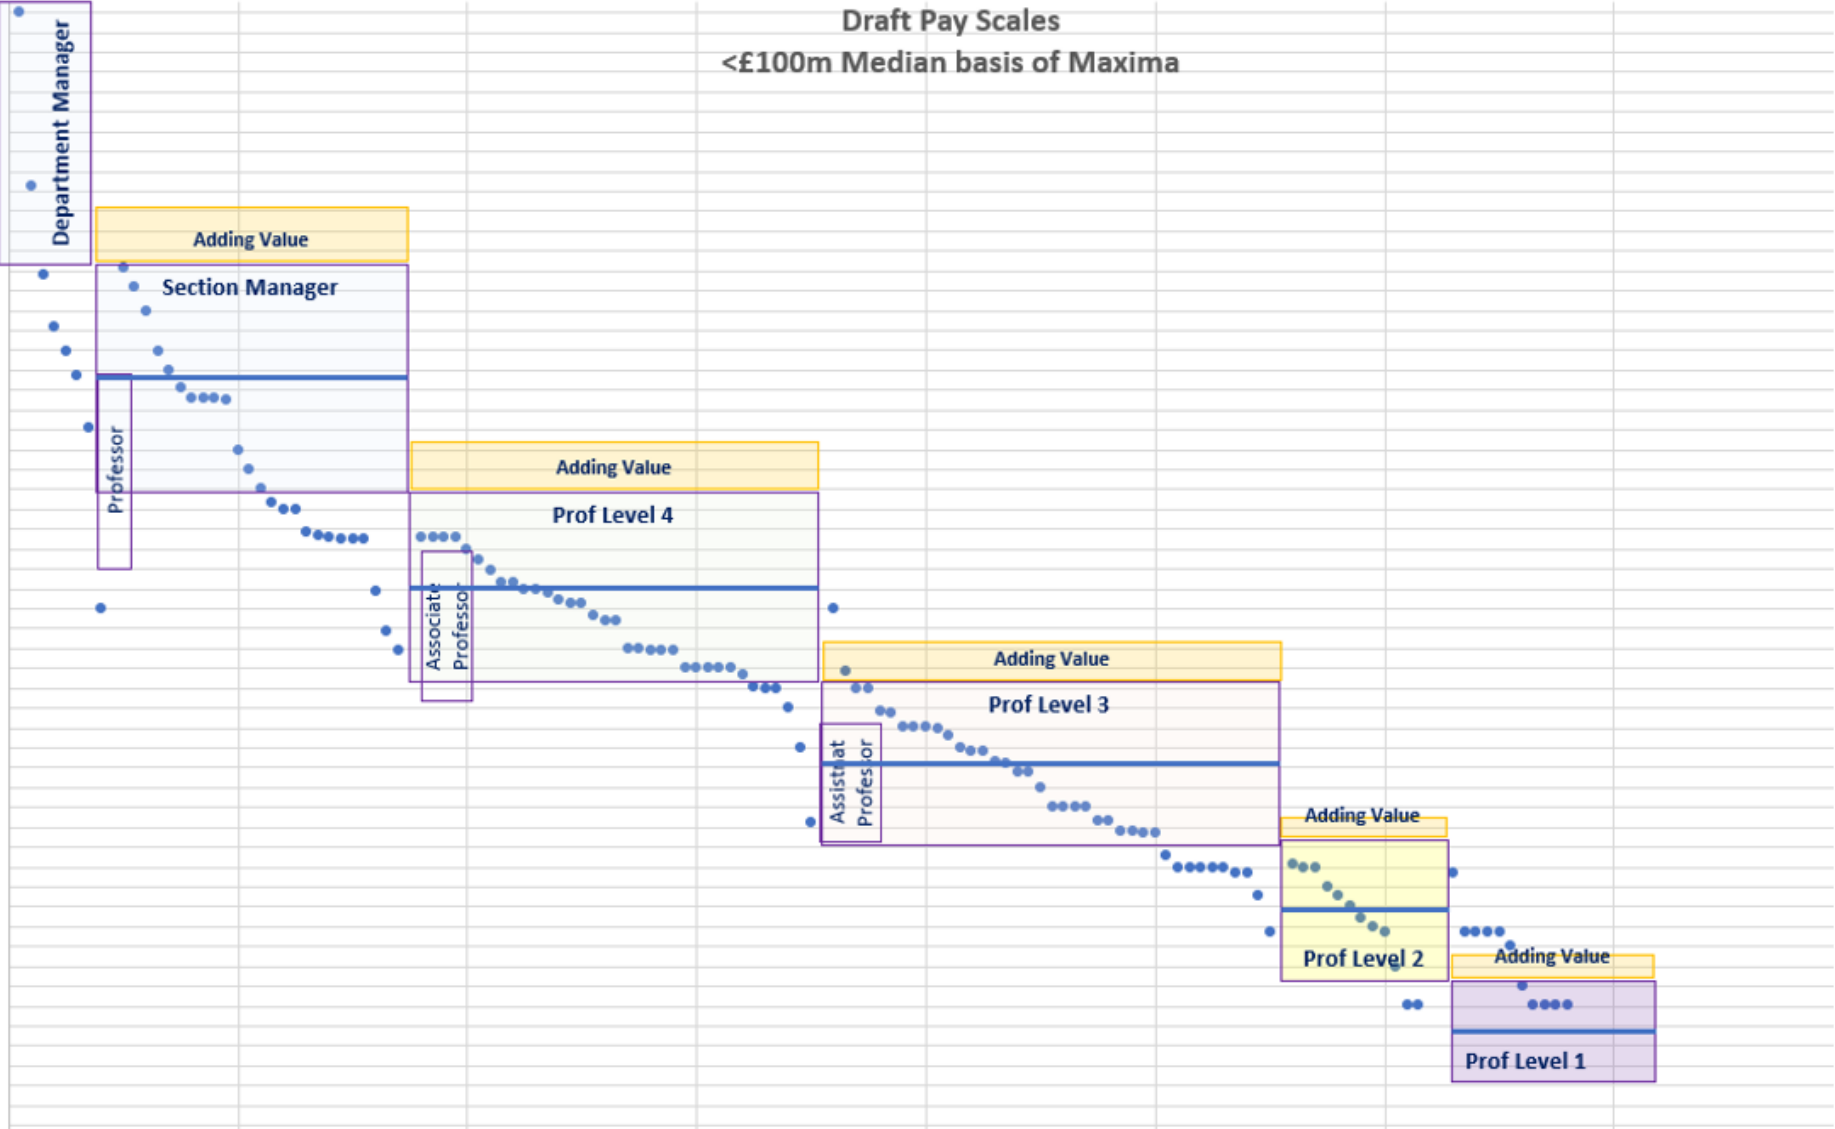 Draft Pay Scales
<£100m Median basis of Maxima
Department Manager
Adding Value
Section Manager
Professor
Adding Value
Prof Level 4
Associate
Professor
Adding Value
Prof Level 3
Assistnat
Professor
Adding Value
Prof Level 2
Adding Value
Prof Level 1